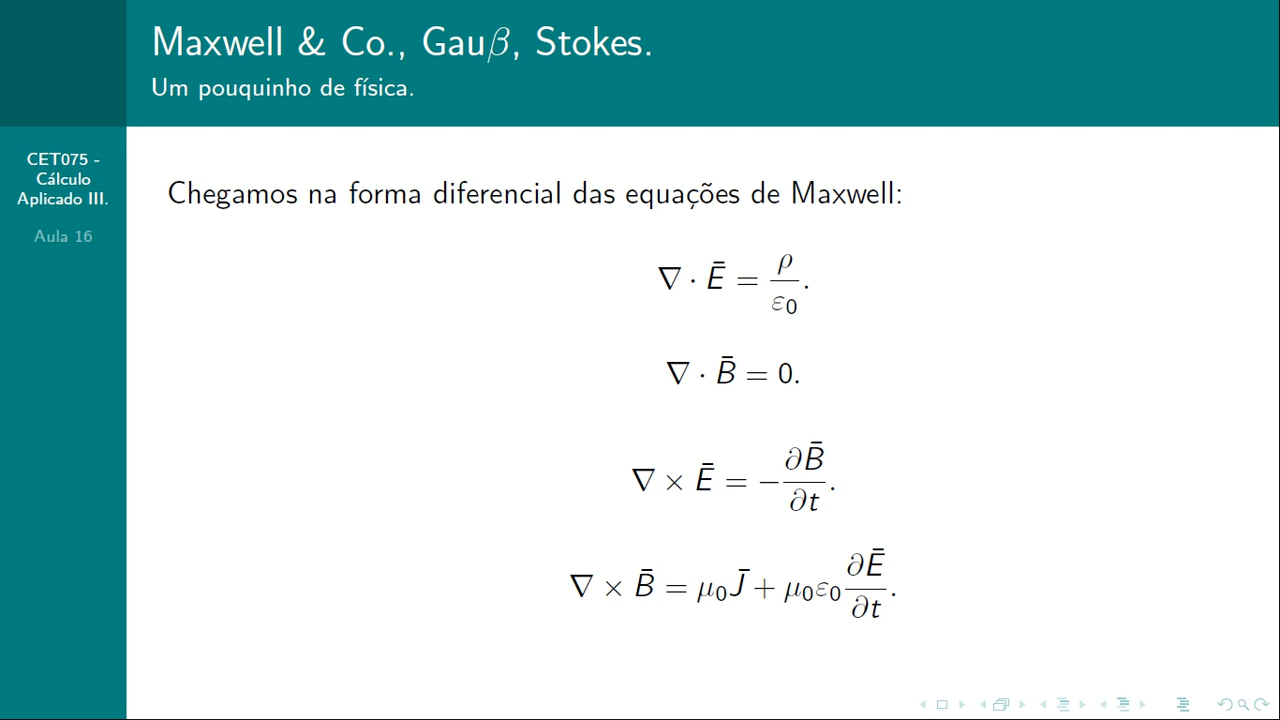 Maxwell & Co., Gauβ, Stokes.
Um pouquinho de física.
CET075 -
Cálculo
Aplicado III.
Aula 16
Chegamos na forma diferencial das equações de Maxwell:
∇ · Ē = ρ/ε₀.
∇ · B̄ = 0.
∇ × Ē = −∂B̄/∂t.
∇ × B̄ = μ₀J̄ + μ₀ε₀ ∂Ē/∂t.